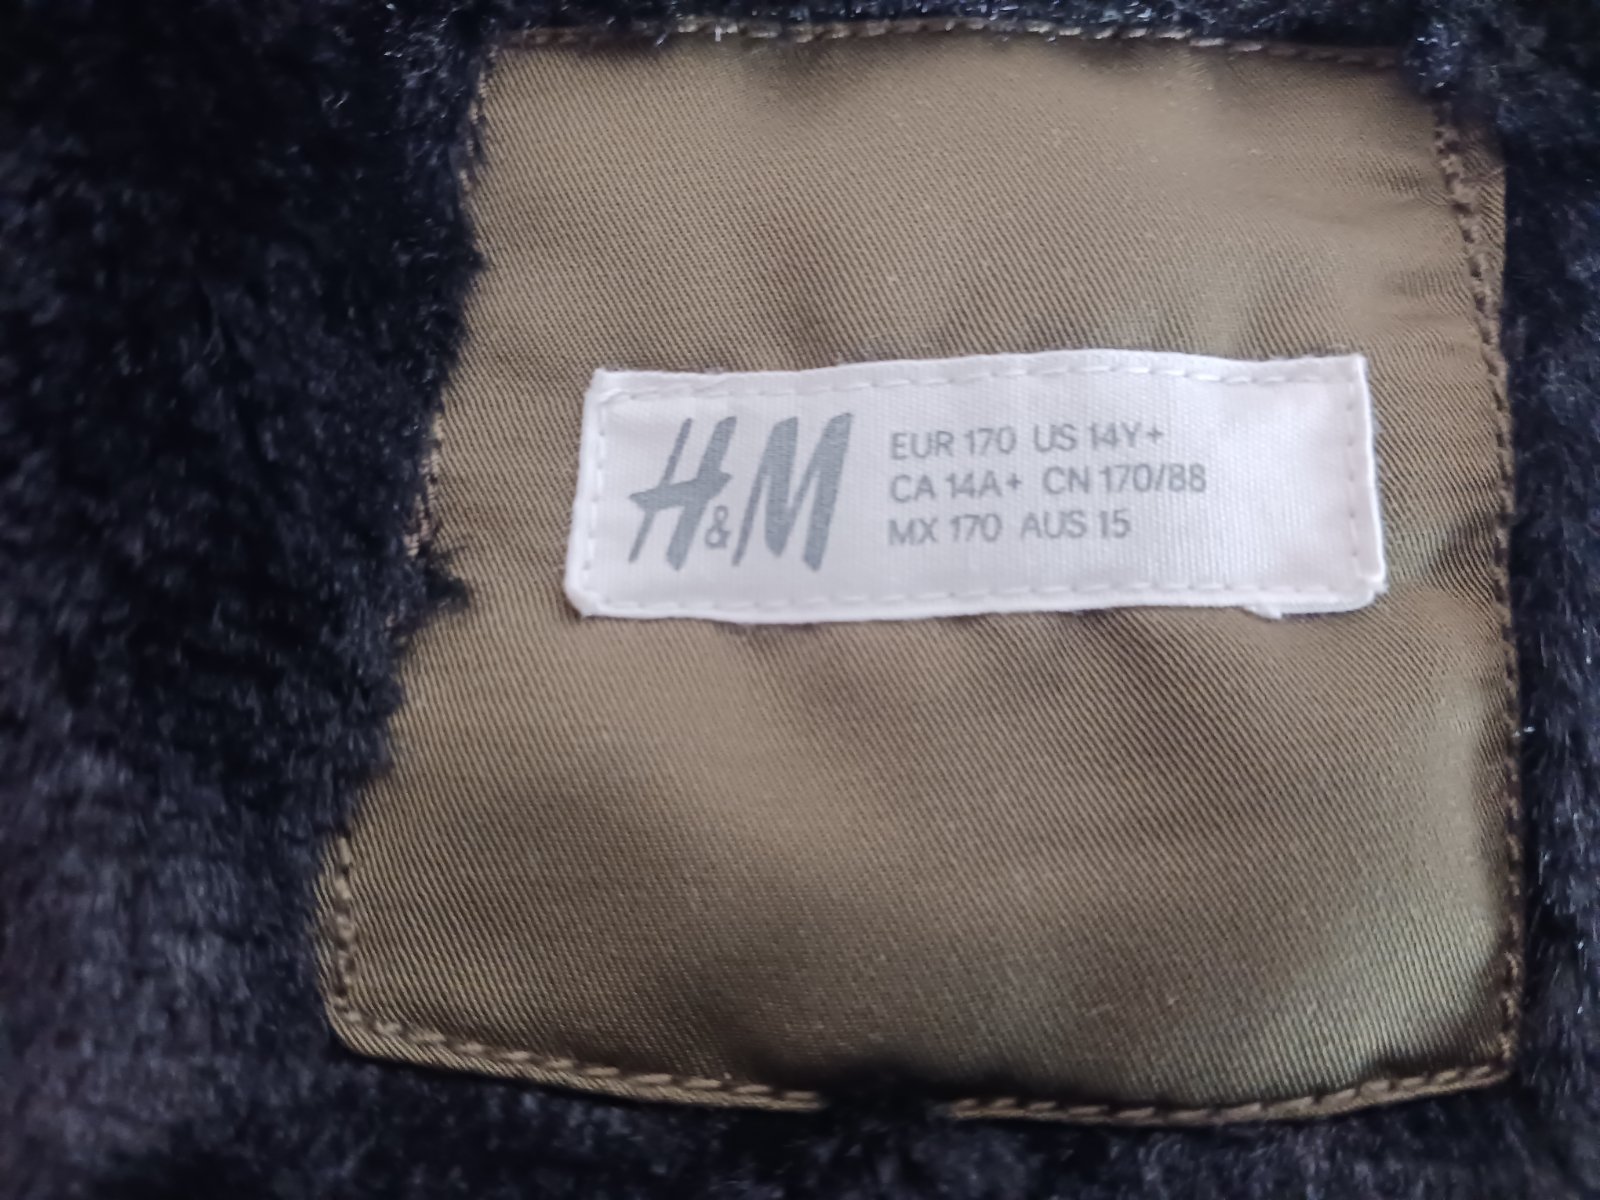 H&M
EUR 170 US 14Y+
CA 14A+ CN 170/88
MX 170 AUS 15